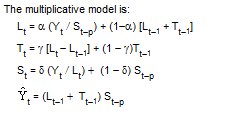 The multiplicative model is:
Lₜ = α (Yₜ / Sₜ₋ₚ) + (1–α) [Lₜ₋₁ + Tₜ₋₁]
Tₜ = γ [Lₜ – Lₜ₋₁] + (1 – γ)Tₜ₋₁
Sₜ = δ (Yₜ / Lₜ) + (1 – δ) Sₜ₋ₚ
Ŷₜ = (Lₜ₋₁ + Tₜ₋₁) Sₜ₋ₚ